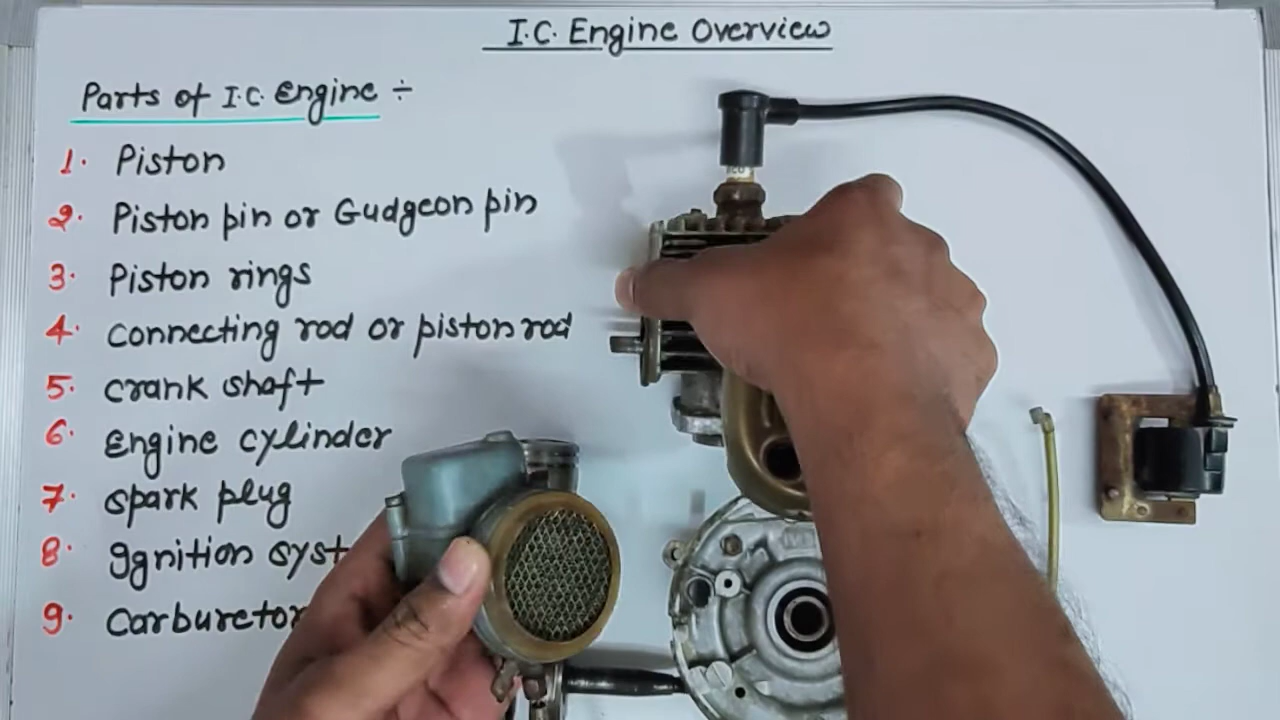 I.C. Engine Overview
Parts of I.C. Engine ÷
1. Piston
2. Piston pin or Gudgeon pin
3. Piston rings
4. Connecting rod or piston rod
5. crank shaft
6. Engine cylinder
7. spark plug
8. Ignition syst
9. Carburetor